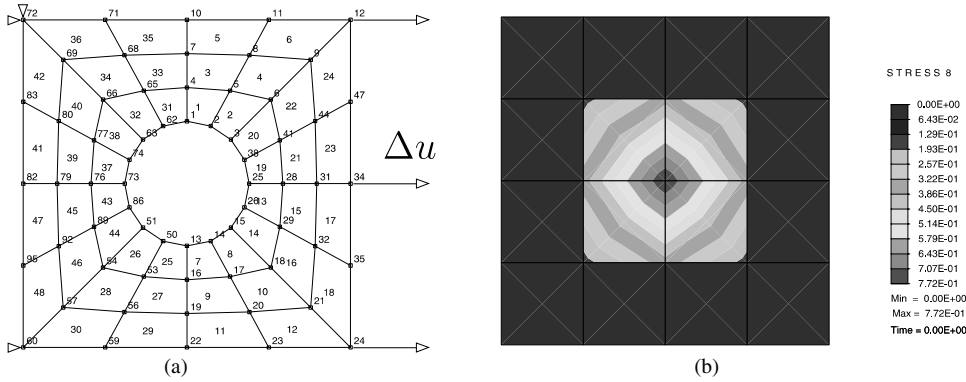 72 71 10 11 12
36 35 5 6
69 68 7 8 9
42 34 33 3 4 24
83 40 66 65 4 5 6 22 47
80 32 31 1 2 44
77 38 63 62 2 3 20 41
41 39 37 74 38 19 21 23
Δu
82 79 76 73 25 28 31 34
47 45 43 86 26 13 15 17
89 44 51 15 14 29
95 92 50 13 14 32 35
46 54 26 25 7 8 18 16
48 28 53 16 17
57 27 9 10 21 18
56 19 20
30 29 11 12
60 59 22 23 24
(a)
(b)
STRESS 8
0.00E+00
6.43E-02
1.29E-01
1.93E-01
2.57E-01
3.22E-01
3.86E-01
4.50E-01
5.14E-01
5.79E-01
6.43E-01
7.07E-01
7.72E-01
Min = 0.00E+00
Max = 7.72E-01
Time = 0.00E+00